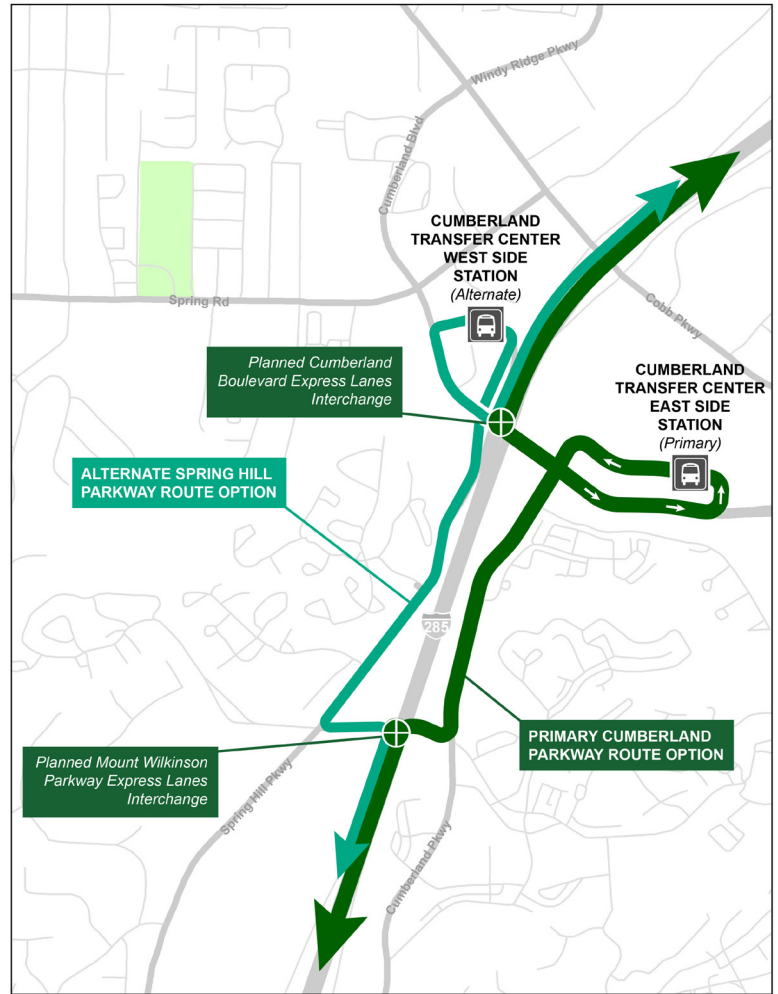 Windy Ridge Pkwy
Cumberland Blvd
CUMBERLAND
TRANSFER CENTER
WEST SIDE
STATION
(Alternate)
Spring Rd
Cobb Pkwy
Planned Cumberland
Boulevard Express Lanes
Interchange
CUMBERLAND
TRANSFER CENTER
EAST SIDE
STATION
(Primary)
ALTERNATE SPRING HILL
PARKWAY ROUTE OPTION
285
PRIMARY CUMBERLAND
PARKWAY ROUTE OPTION
Planned Mount Wilkinson
Parkway Express Lanes
Interchange
Spring Hill Pkwy
Cumberland Pkwy